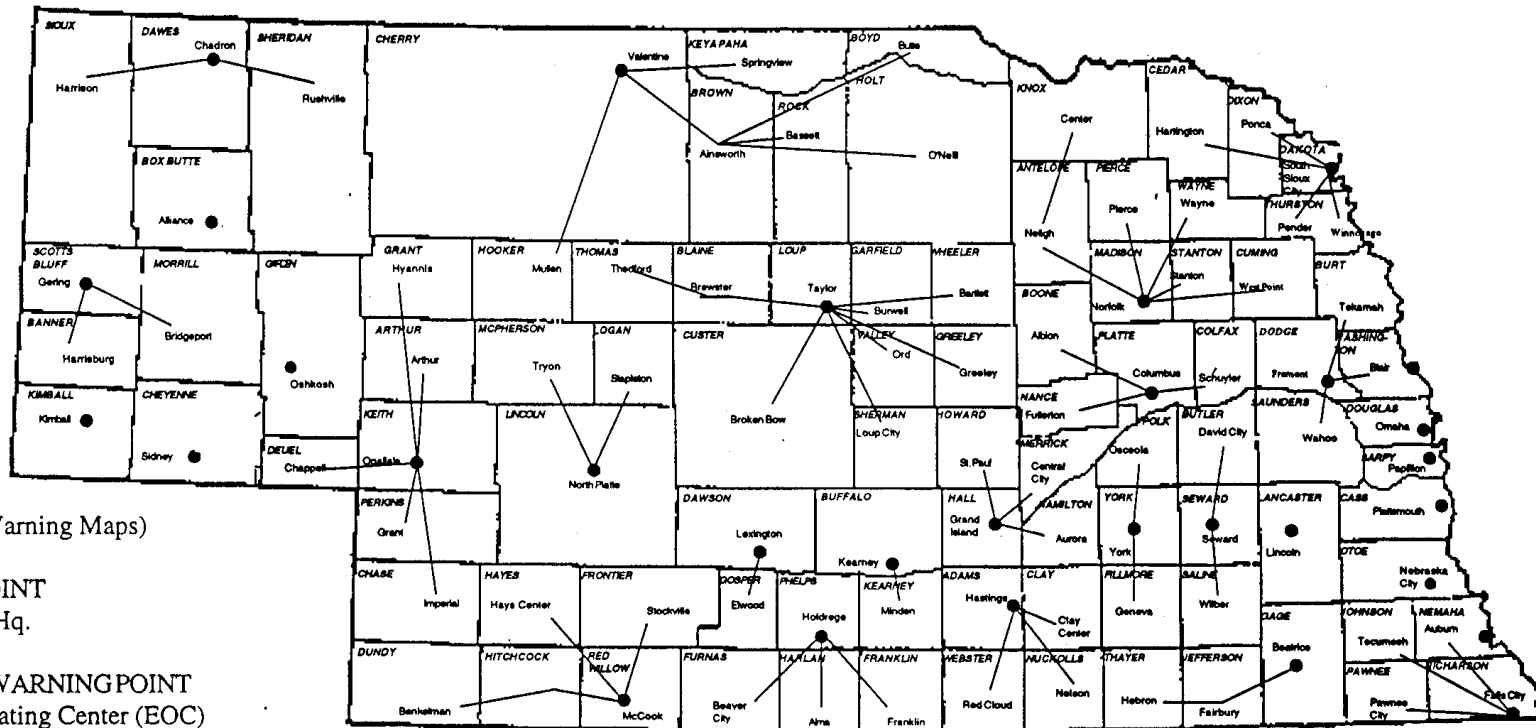 SIOUX
DAWES
Chadron
SHERIDAN
CHERRY
Harrison
Rushville
Valentine
KEYAPAHA
Springview
BOYD
Butte
HOLT
BROWN
ROCK
Bassett
Ainsworth
O'Neill
KNOX
Center
CEDAR
Hartington
DIXON
Ponca
DAKOTA
South
Sioux
City
BOX BUTTE
Alliance
ANTELOPE
Neligh
PIERCE
Pierce
WAYNE
Wayne
THURSTON
Pender
Winnebago
SCOTTS
BLUFF
Gering
MORRILL
Bridgeport
GRANT
Hyannis
HOOKER
Mullen
THOMAS
Thedford
BLAINE
Brewster
LOUP
Taylor
GARFIELD
Burwell
WHEELER
Bartlett
BOONE
Albion
MADISON
Norfolk
STANTON
Stanton
CUMING
West Point
BURT
Tekamah
BANNER
Harrisburg
Oshkosh
ARTHUR
Arthur
MCPHERSON
Tryon
LOGAN
Stapleton
CUSTER
Broken Bow
VALLEY
Ord
GREELEY
Greeley
PLATTE
Columbus
COLFAX
Schuyler
DODGE
Fremont
WASHING-
TON
Blair
KIMBALL
Kimball
CHEYENNE
Sidney
DEUEL
Chappell
KEITH
Ogallala
LINCOLN
North Platte
SHERMAN
Loup City
HOWARD
St. Paul
NANCE
Fullerton
MERRICK
Central
City
POLK
Osceola
BUTLER
David City
SAUNDERS
Wahoo
DOUGLAS
Omaha
SARPY
Papillion
PERKINS
Grant
DAWSON
Lexington
BUFFALO
Kearney
HALL
Grand
Island
HAMILTON
Aurora
YORK
York
SEWARD
Seward
LANCASTER
Lincoln
CASS
Plattsmouth
OTOE
Nebraska
City
CHASE
Imperial
HAYES
Hays Center
FRONTIER
Stockville
GOSPER
Elwood
PHELPS
Holdrege
KEARNEY
Minden
ADAMS
Hastings
CLAY
Clay
Center
FILLMORE
Geneva
SALINE
Wilber
GAGE
Beatrice
JOHNSON
Tecumseh
NEMAHA
Auburn
DUNDY
Benkelman
HITCHCOCK
RED
WILLOW
McCook
FURNAS
Beaver
City
HARLAN
Alma
FRANKLIN
Franklin
WEBSTER
Red Cloud
NUCKOLLS
Nelson
THAYER
Hebron
JEFFERSON
Fairbury
PAWNEE
Pawnee
City
RICHARSON
Falls City
Warning Maps)
OINT
Hq.
WARNING POINT
ating Center (EOC)